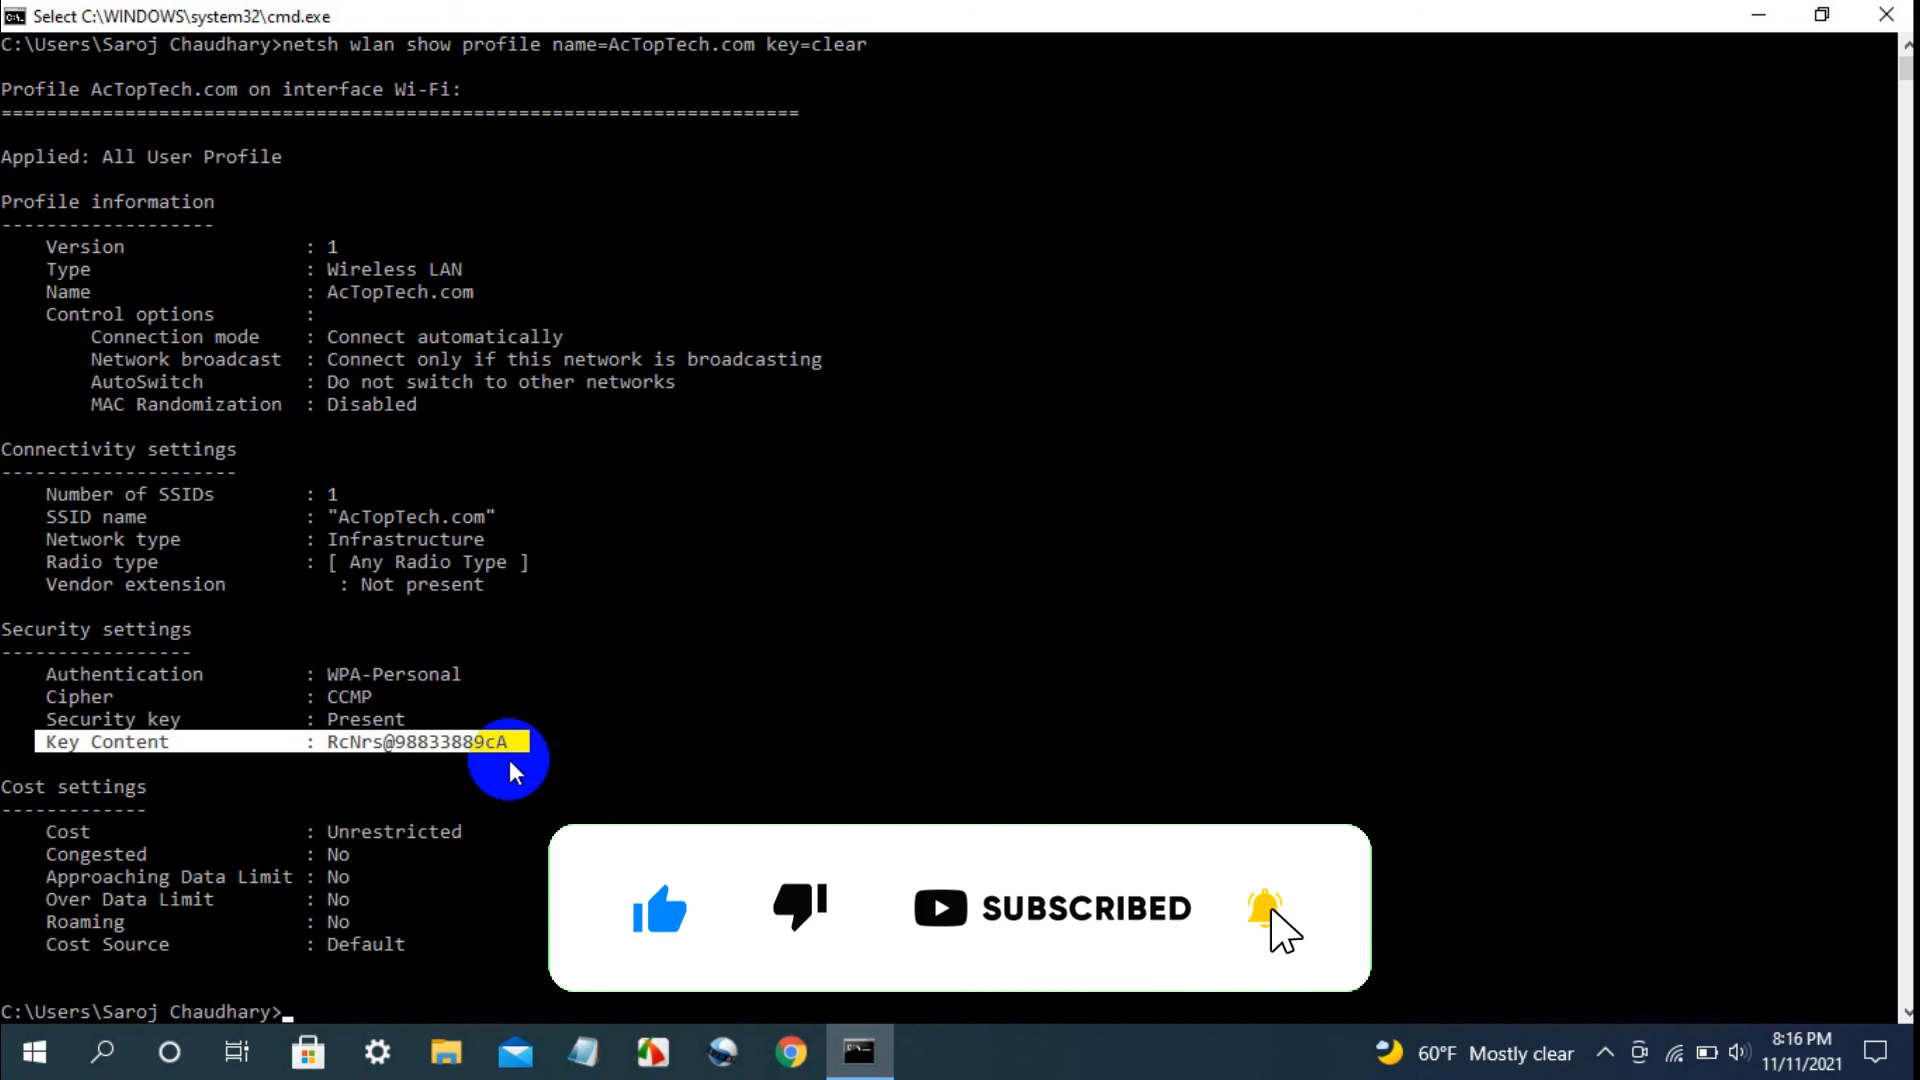 Select C:\WINDOWS\system32\cmd.exe
C:\Users\Saroj Chaudhary>netsh wlan show profile name=AcTopTech.com key=clear
Profile AcTopTech.com on interface Wi-Fi:
=======================================================================
Applied: All User Profile
Profile information
-------------------
Version : 1
Type : Wireless LAN
Name : AcTopTech.com
Control options :
Connection mode : Connect automatically
Network broadcast : Connect only if this network is broadcasting
AutoSwitch : Do not switch to other networks
MAC Randomization : Disabled
Connectivity settings
---------------------
Number of SSIDs : 1
SSID name : "AcTopTech.com"
Network type : Infrastructure
Radio type : [ Any Radio Type ]
Vendor extension : Not present
Security settings
-----------------
Authentication : WPA-Personal
Cipher : CCMP
Security key : Present
Key Content : RcNrs@98833889cA
Cost settings
-------------
Cost : Unrestricted
Congested : No
Approaching Data Limit : No
Over Data Limit : No
Roaming : No
Cost Source : Default
SUBSCRIBED
C:\Users\Saroj Chaudhary>
60°F Mostly clear
8:16 PM
11/11/2021